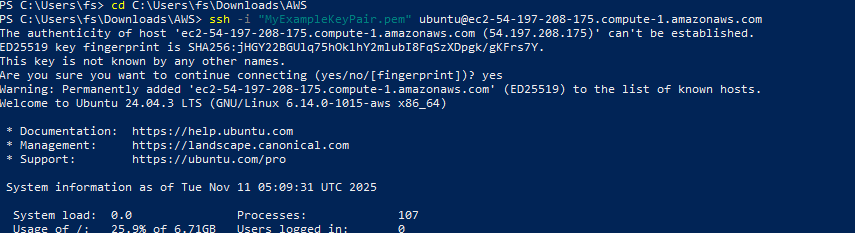 PS C:\Users\fs> cd C:\Users\fs\Downloads\AWS>
PS C:\Users\fs\Downloads\AWS> ssh -i "MyExampleKeyPair.pem" ubuntu@ec2-54-197-208-175.compute-1.amazonaws.com
The authenticity of host 'ec2-54-197-208-175.compute-1.amazonaws.com (54.197.208.175)' can't be established.
ED25519 key fingerprint is SHA256:jHGY22BGUlq75hOklhY2mlubI8FqSzXDpgk/gKFrs7Y.
This key is not known by any other names.
Are you sure you want to continue connecting (yes/no/[fingerprint])? yes
Warning: Permanently added 'ec2-54-197-208-175.compute-1.amazonaws.com' (ED25519) to the list of known hosts.
Welcome to Ubuntu 24.04.3 LTS (GNU/Linux 6.14.0-1015-aws x86_64)
* Documentation:  https://help.ubuntu.com
* Management:     https://landscape.canonical.com
* Support:        https://ubuntu.com/pro
System information as of Tue Nov 11 05:09:31 UTC 2025
System load:  0.0               Processes:             107
Usage of /:   25.9% of 6.71GB   Users logged in:       0